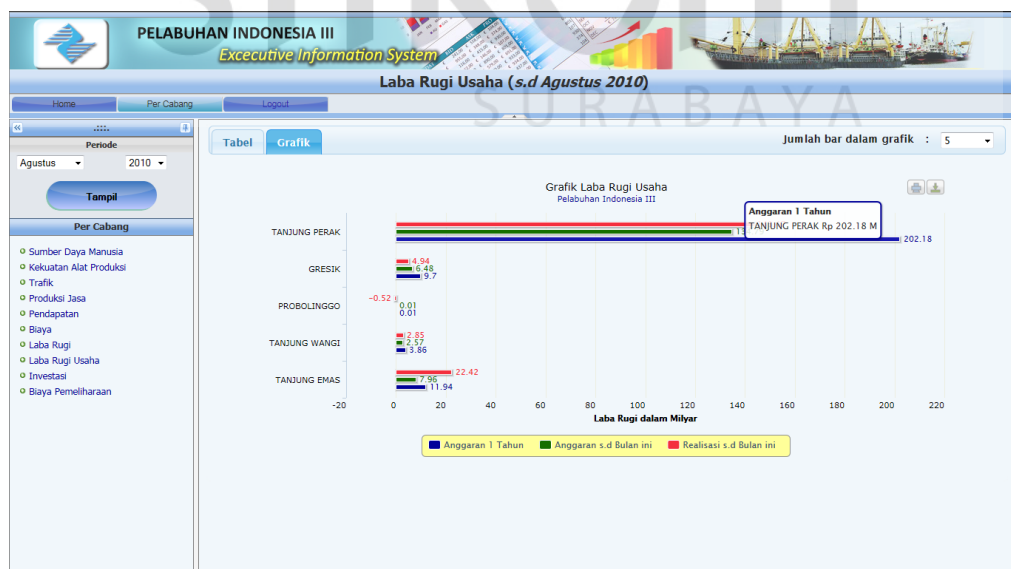 PELABUHAN INDONESIA III
Excecutive Information System
Laba Rugi Usaha (s.d Agustus 2010)
SURABAYA
Home Per Cabang Logout
Periode
Agustus 2010
Tampil
Per Cabang
Sumber Daya Manusia
Kekuatan Alat Produksi
Trafik
Produksi Jasa
Pendapatan
Biaya
Laba Rugi
Laba Rugi Usaha
Investasi
Biaya Pemeliharaan
Tabel Grafik
Jumlah bar dalam grafik : 5
Grafik Laba Rugi Usaha
Pelabuhan Indonesia III
Anggaran 1 Tahun
TANJUNG PERAK Rp 202.18 M
TANJUNG PERAK
202.18
GRESIK
4.94
6.48
9.7
PROBOLINGGO
-0.52
0.01
0.01
TANJUNG WANGI
2.85
2.57
3.86
TANJUNG EMAS
22.42
7.96
11.94
-20 0 20 40 60 80 100 120 140 160 180 200 220
Laba Rugi dalam Milyar
Anggaran 1 Tahun Anggaran s.d Bulan ini Realisasi s.d Bulan ini